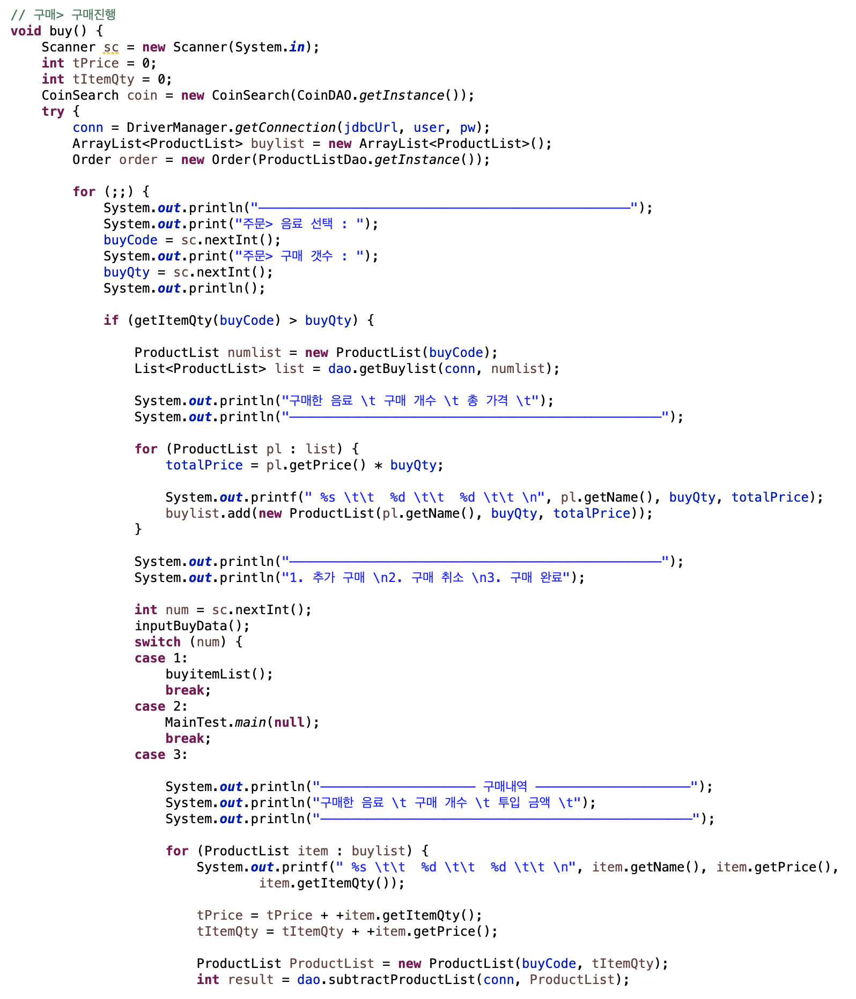 // 구매> 구매진행
void buy() {
    Scanner sc = new Scanner(System.in);
    int tPrice = 0;
    int tItemQty = 0;
    CoinSearch coin = new CoinSearch(CoinDAO.getInstance());
    try {
        conn = DriverManager.getConnection(jdbcUrl, user, pw);
        ArrayList<ProductList> buylist = new ArrayList<ProductList>();
        Order order = new Order(ProductListDao.getInstance());

        for (;;) {
            System.out.println("────────────────────────────────────────────────");
            System.out.print("주문> 음료 선택 : ");
            buyCode = sc.nextInt();
            System.out.print("주문> 구매 갯수 : ");
            buyQty = sc.nextInt();
            System.out.println();

            if (getItemQty(buyCode) > buyQty) {

                ProductList numlist = new ProductList(buyCode);
                List<ProductList> list = dao.getBuylist(conn, numlist);

                System.out.println("구매한 음료 \t 구매 개수 \t 총 가격 \t");
                System.out.println("────────────────────────────────────────────────");

                for (ProductList pl : list) {
                    totalPrice = pl.getPrice() * buyQty;

                    System.out.printf(" %s \t\t  %d \t\t  %d \t\t \n", pl.getName(), buyQty, totalPrice);
                    buylist.add(new ProductList(pl.getName(), buyQty, totalPrice));
                }

                System.out.println("────────────────────────────────────────────────");
                System.out.println("1. 추가 구매 \n2. 구매 취소 \n3. 구매 완료");

                int num = sc.nextInt();
                inputBuyData();
                switch (num) {
                case 1:
                    buyitemList();
                    break;
                case 2:
                    MainTest.main(null);
                    break;
                case 3:

                    System.out.println("──────────────────── 구매내역 ────────────────────");
                    System.out.println("구매한 음료 \t 구매 개수 \t 투입 금액 \t");
                    System.out.println("────────────────────────────────────────────────");

                    for (ProductList item : buylist) {
                        System.out.printf(" %s \t\t  %d \t\t  %d \t\t \n", item.getName(), item.getPrice(),
                                item.getItemQty());

                        tPrice = tPrice + +item.getItemQty();
                        tItemQty = tItemQty + +item.getPrice();

                        ProductList ProductList = new ProductList(buyCode, tItemQty);
                        int result = dao.subtractProductList(conn, ProductList);